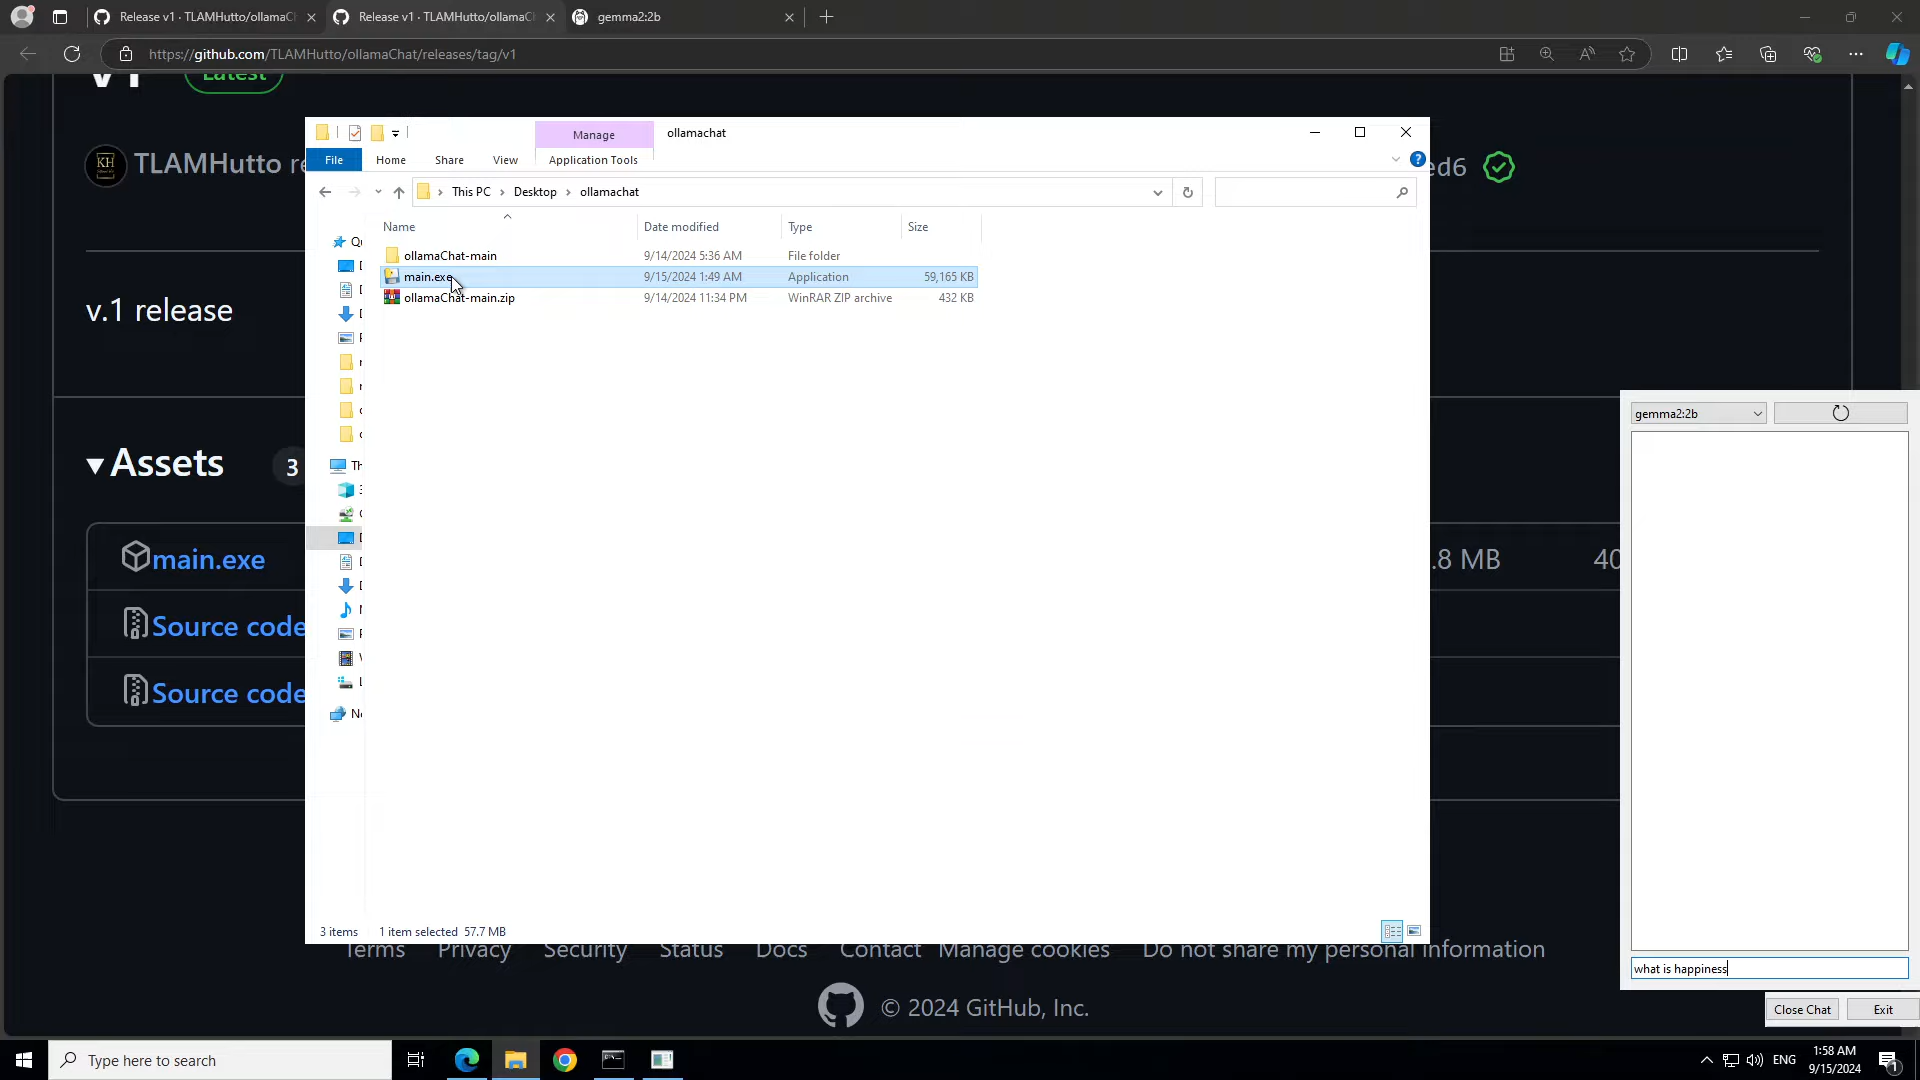 Release v1 · TLAMHutto/ollamaC
Release v1 · TLAMHutto/ollamaC
gemma2:2b
https://github.com/TLAMHutto/ollamaChat/releases/tag/v1
v1
Latest
Manage
ollamachat
File
Home
Share
View
Application Tools
KH
TLAMHutto re
ed6
This PC
Desktop
ollamachat
Name
Date modified
Type
Size
ollamaChat-main
9/14/2024 5:36 AM
File folder
main.exe
9/15/2024 1:49 AM
Application
59,165 KB
ollamaChat-main.zip
9/14/2024 11:34 PM
WinRAR ZIP archive
432 KB
v.1 release
gemma2:2b
Assets
3
main.exe
.8 MB
40
Source code
Source code
3 items
1 item selected 57.7 MB
Terms
Privacy
Security
Status
Docs
Contact
Manage cookies
Do not share my personal information
what is happiness
© 2024 GitHub, Inc.
Close Chat
Exit
Type here to search
ENG
1:58 AM
9/15/2024
1